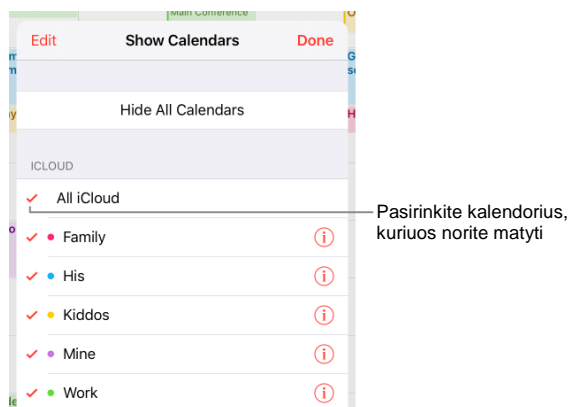 Main Conference
Edit Show Calendars Done
Hide All Calendars
ICLOUD
All iCloud
Pasirinkite kalendorius,
kuriuos norite matyti
Family
His
Kiddos
Mine
Work